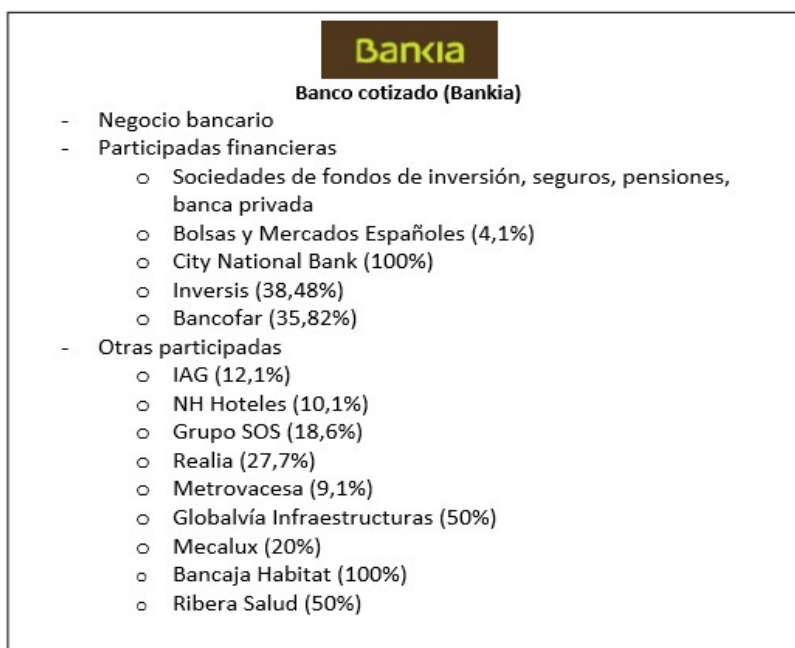 Bankia
Banco cotizado (Bankia)
- Negocio bancario
- Participadas financieras
o Sociedades de fondos de inversión, seguros, pensiones,
banca privada
o Bolsas y Mercados Españoles (4,1%)
o City National Bank (100%)
o Inversis (38,48%)
o Bancofar (35,82%)
- Otras participadas
o IAG (12,1%)
o NH Hoteles (10,1%)
o Grupo SOS (18,6%)
o Realia (27,7%)
o Metrovacesa (9,1%)
o Globalvía Infraestructuras (50%)
o Mecalux (20%)
o Bancaja Habitat (100%)
o Ribera Salud (50%)